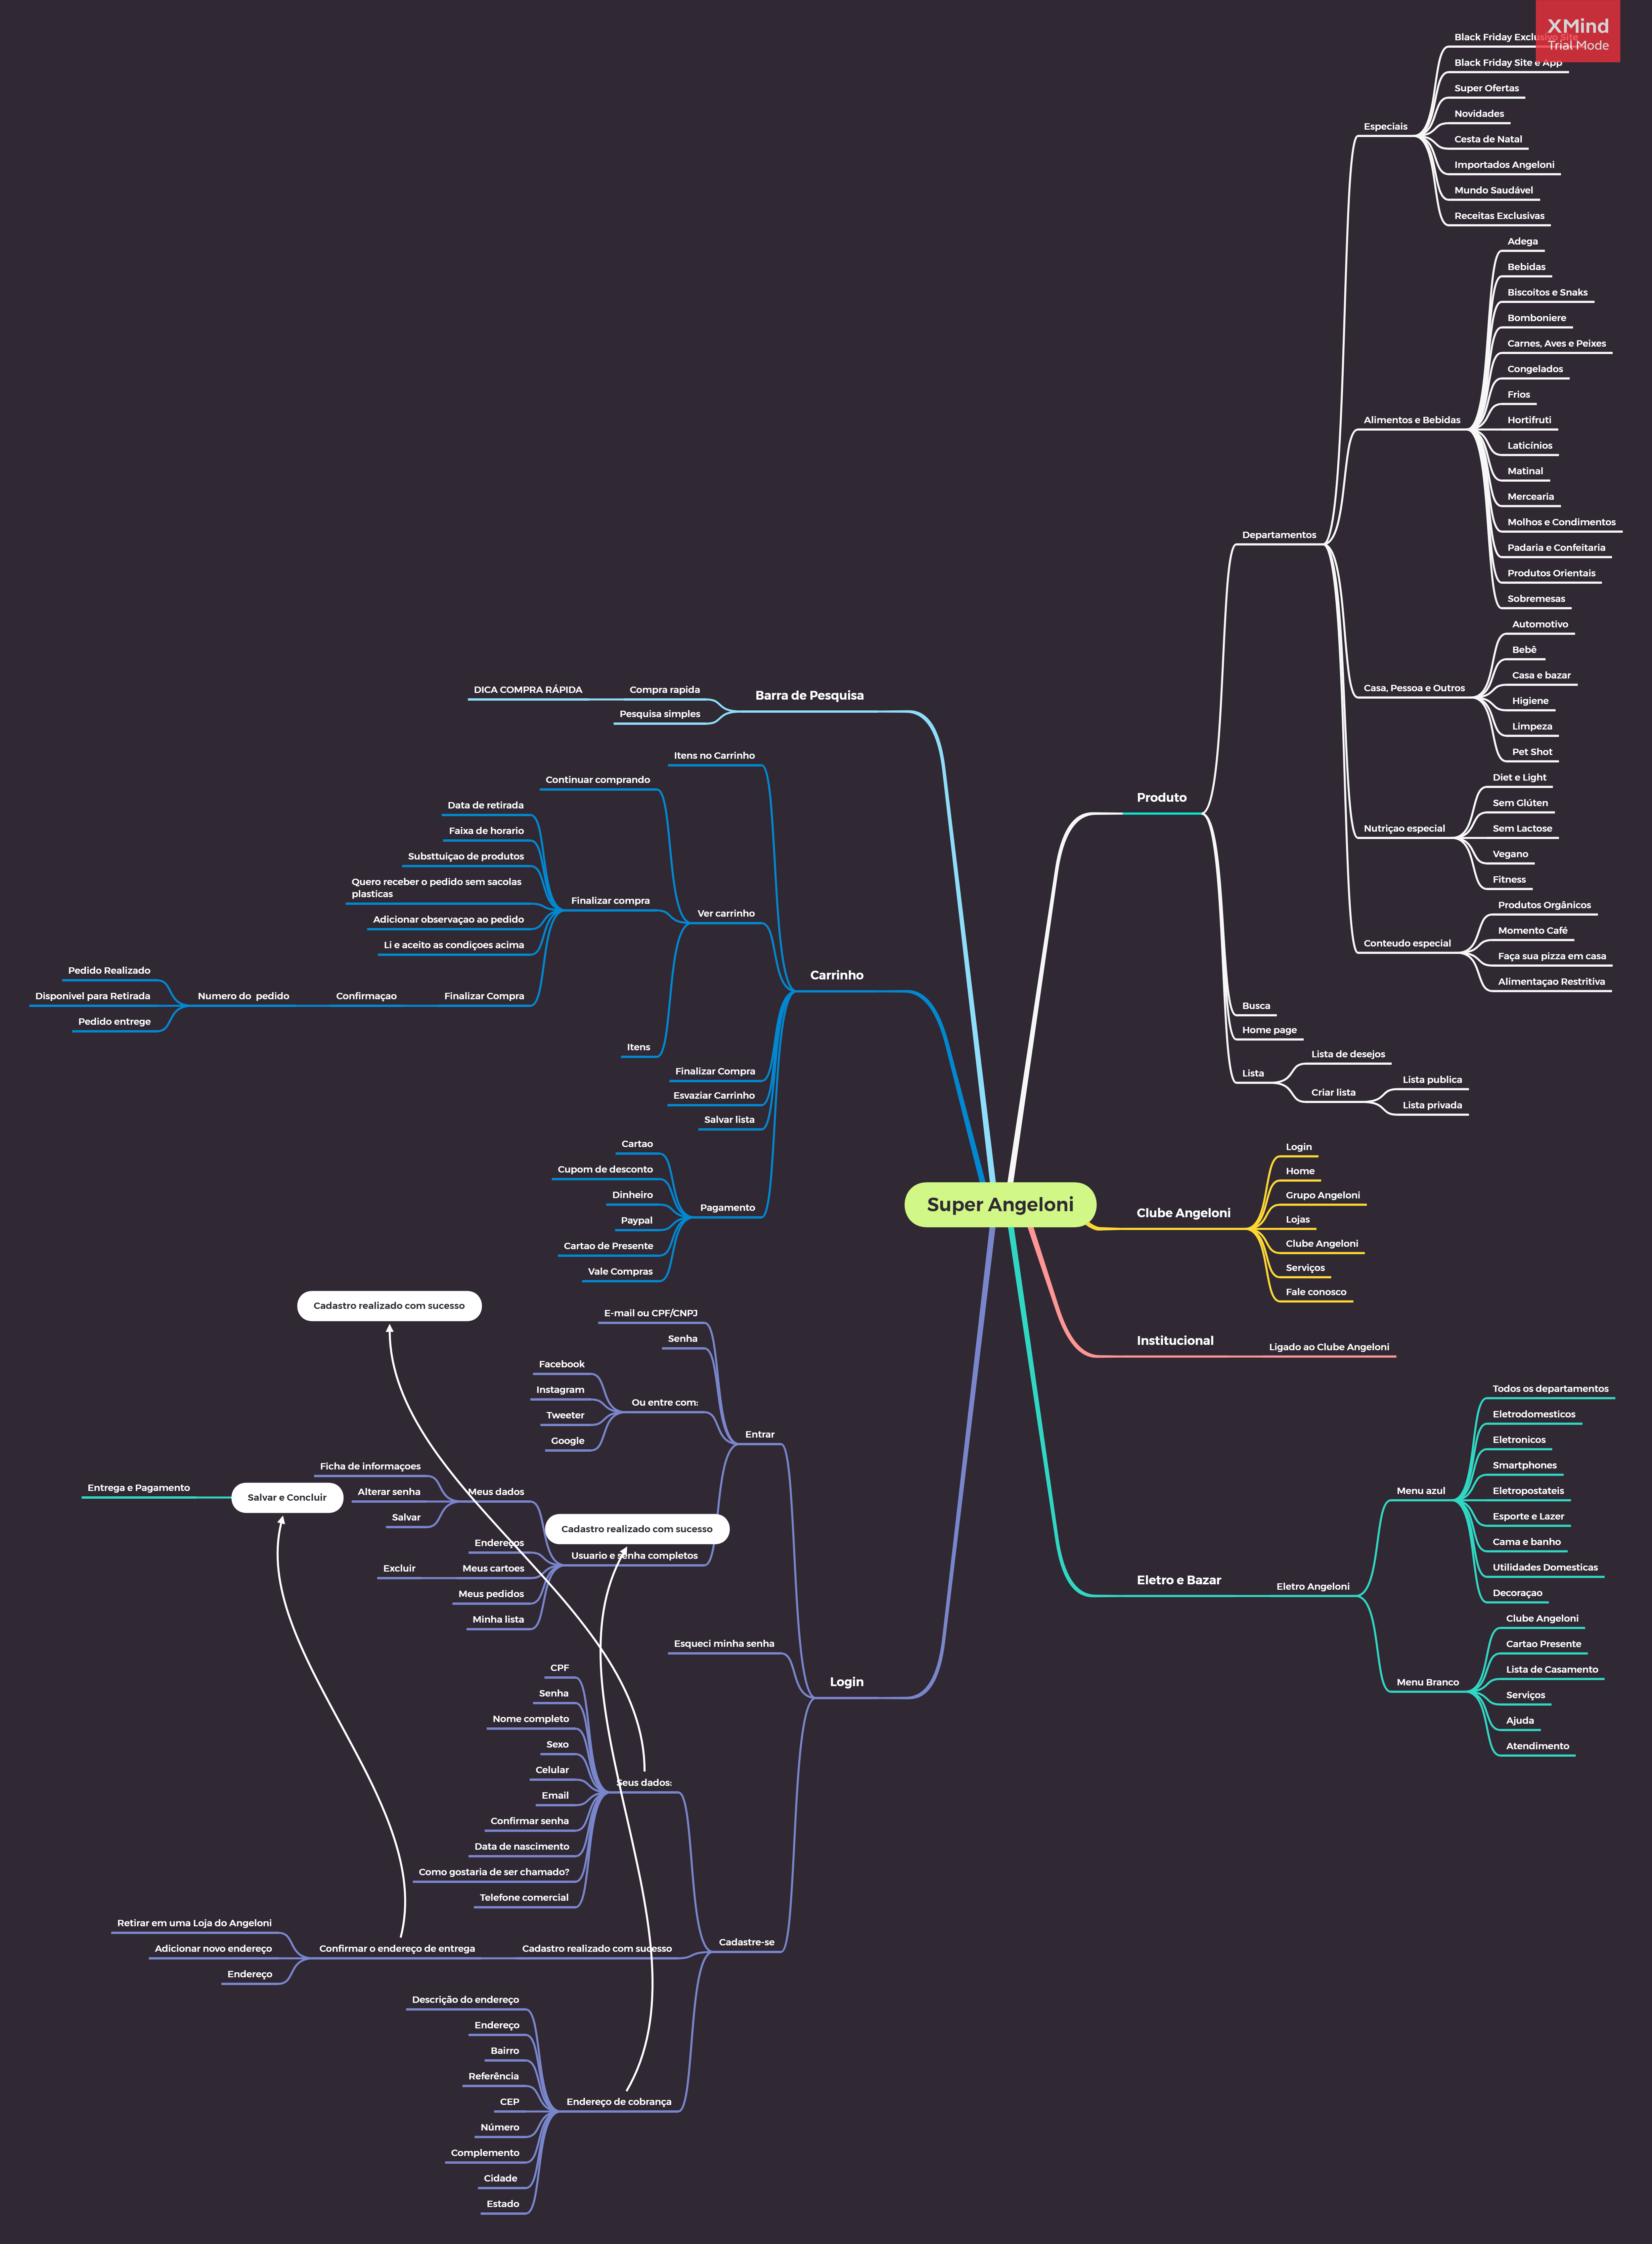 XMind
Trial Mode
Super Angeloni
Produto
Departamentos
Especiais
Black Friday Exclusivo Site
Black Friday Site e App
Super Ofertas
Novidades
Cesta de Natal
Importados Angeloni
Mundo Saudável
Receitas Exclusivas
Alimentos e Bebidas
Adega
Bebidas
Biscoitos e Snaks
Bomboniere
Carnes, Aves e Peixes
Congelados
Frios
Hortifruti
Laticínios
Matinal
Mercearia
Molhos e Condimentos
Padaria e Confeitaria
Produtos Orientais
Sobremesas
Casa, Pessoa e Outros
Automotivo
Bebê
Casa e bazar
Higiene
Limpeza
Pet Shot
Nutriçao especial
Diet e Light
Sem Glúten
Sem Lactose
Vegano
Fitness
Conteudo especial
Produtos Orgânicos
Momento Café
Faça sua pizza em casa
Alimentaçao Restritiva
Busca
Home page
Lista
Lista de desejos
Criar lista
Lista publica
Lista privada
Clube Angeloni
Login
Home
Grupo Angeloni
Lojas
Clube Angeloni
Serviços
Fale conosco
Institucional
Ligado ao Clube Angeloni
Eletro e Bazar
Eletro Angeloni
Menu azul
Todos os departamentos
Eletrodomesticos
Eletronicos
Smartphones
Eletropostateis
Esporte e Lazer
Cama e banho
Utilidades Domesticas
Decoraçao
Menu Branco
Clube Angeloni
Cartao Presente
Lista de Casamento
Serviços
Ajuda
Atendimento
Barra de Pesquisa
Compra rapida
DICA COMPRA RÁPIDA
Pesquisa simples
Carrinho
Itens no Carrinho
Ver carrinho
Continuar comprando
Finalizar compra
Data de retirada
Faixa de horario
Substtuiçao de produtos
Quero receber o pedido sem sacolas
plasticas
Adicionar observaçao ao pedido
Li e aceito as condiçoes acima
Finalizar Compra
Confirmaçao
Numero do  pedido
Pedido Realizado
Disponivel para Retirada
Pedido entrege
Itens
Finalizar Compra
Esvaziar Carrinho
Salvar lista
Pagamento
Cartao
Cupom de desconto
Dinheiro
Paypal
Cartao de Presente
Vale Compras
Login
Entrar
E-mail ou CPF/CNPJ
Senha
Ou entre com:
Facebook
Instagram
Tweeter
Google
Usuario e senha completos
Meus dados
Ficha de informaçoes
Alterar senha
Salvar
Endereços
Meus cartoes
Excluir
Meus pedidos
Minha lista
Esqueci minha senha
Cadastre-se
Seus dados:
CPF
Senha
Nome completo
Sexo
Celular
Email
Confirmar senha
Data de nascimento
Como gostaria de ser chamado?
Telefone comercial
Cadastro realizado com sucesso
Confirmar o endereço de entrega
Retirar em uma Loja do Angeloni
Adicionar novo endereço
Endereço
Endereço de cobrança
Descrição do endereço
Endereço
Bairro
Referência
CEP
Número
Complemento
Cidade
Estado
Cadastro realizado com sucesso
Cadastro realizado com sucesso
Salvar e Concluir
Entrega e Pagamento